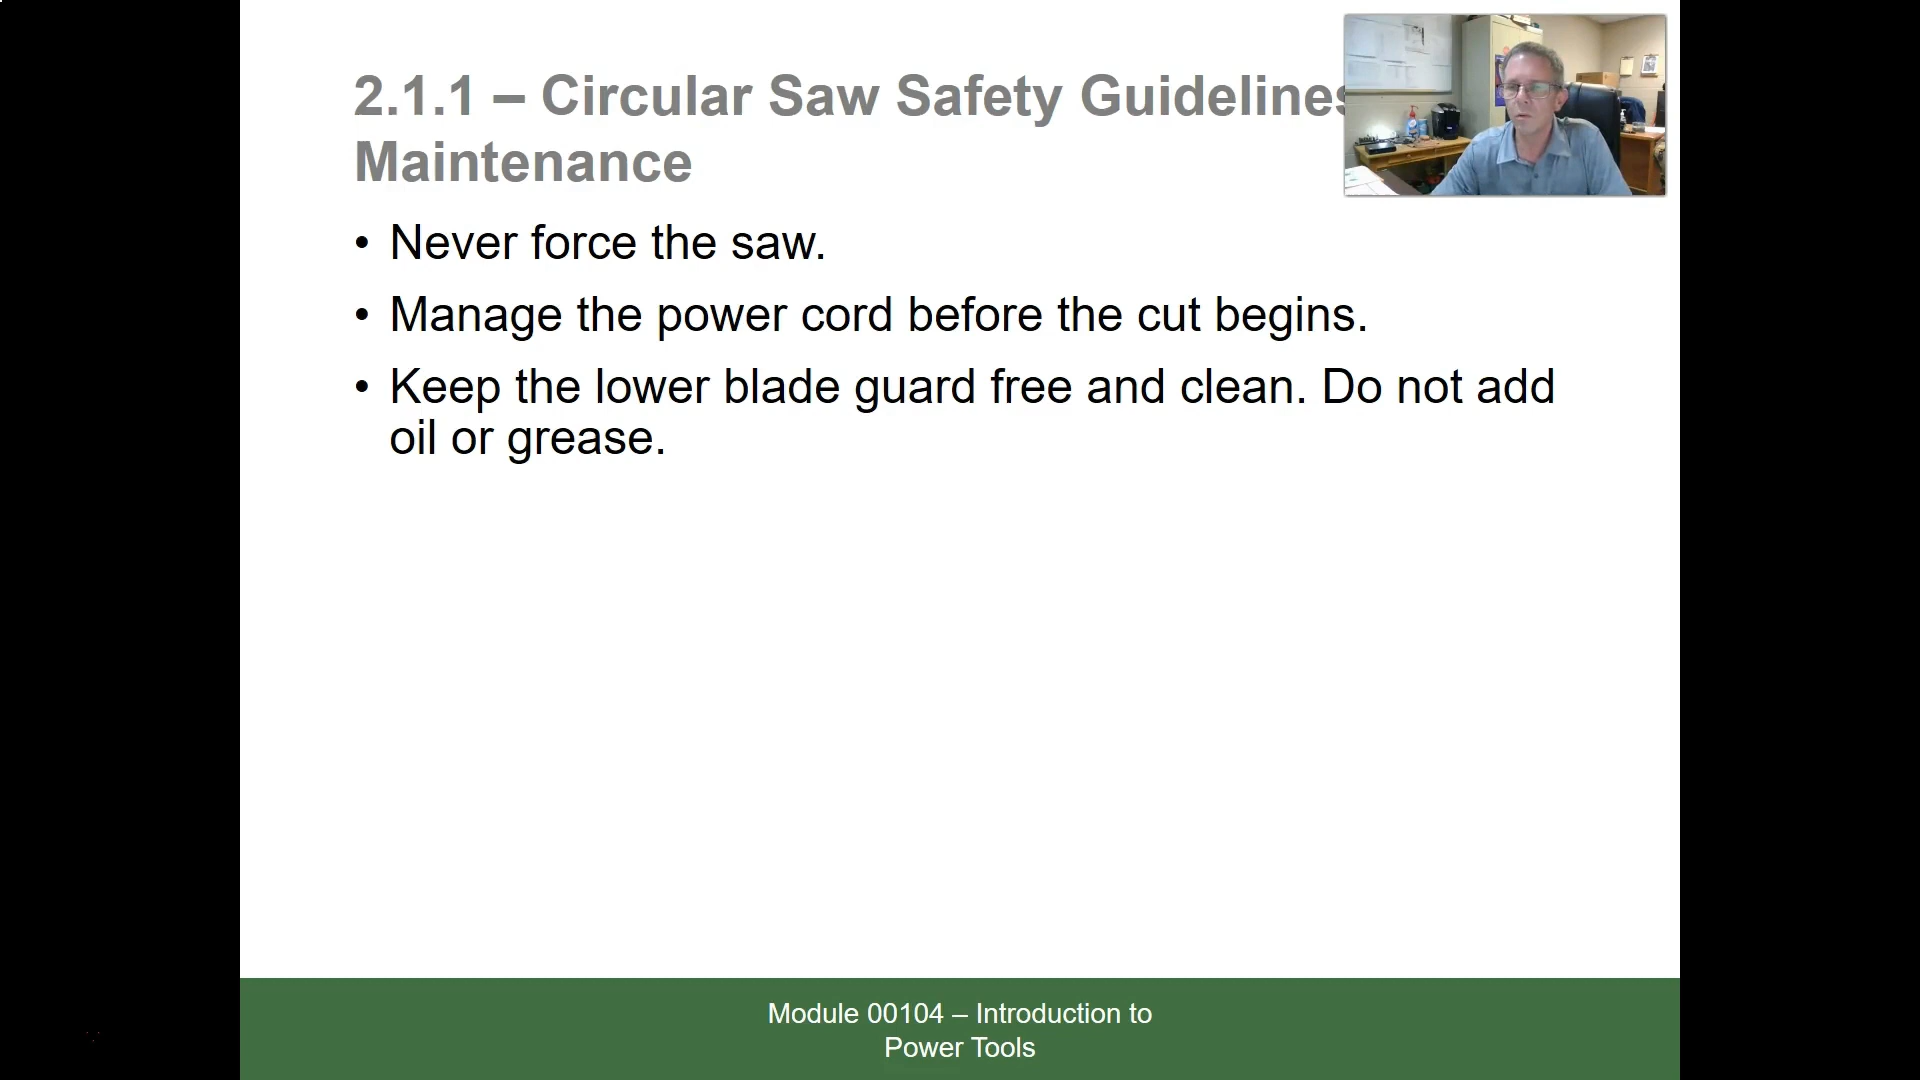 2.1.1 – Circular Saw Safety Guidelines
Maintenance
• Never force the saw.
• Manage the power cord before the cut begins.
• Keep the lower blade guard free and clean. Do not add
oil or grease.
Module 00104 – Introduction to
Power Tools